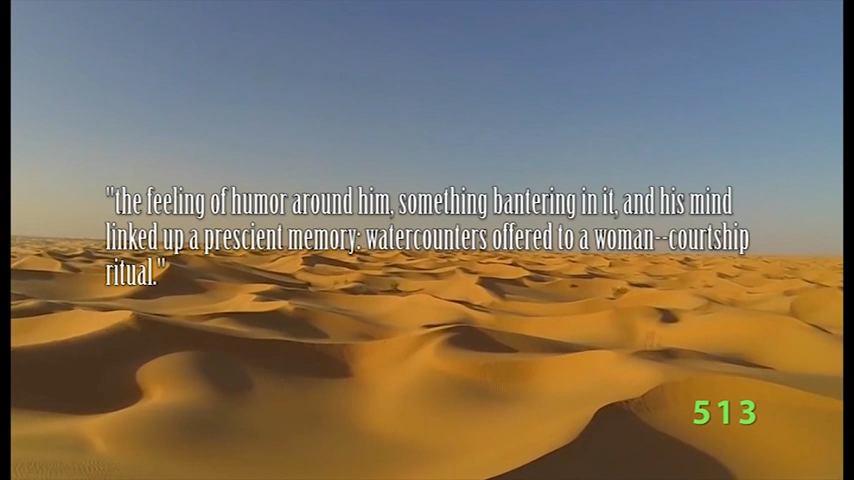 "the feeling of humor around him, something bantering in it, and his mind
linked up a prescient memory: watercounters offered to a woman--courtship
ritual."
513